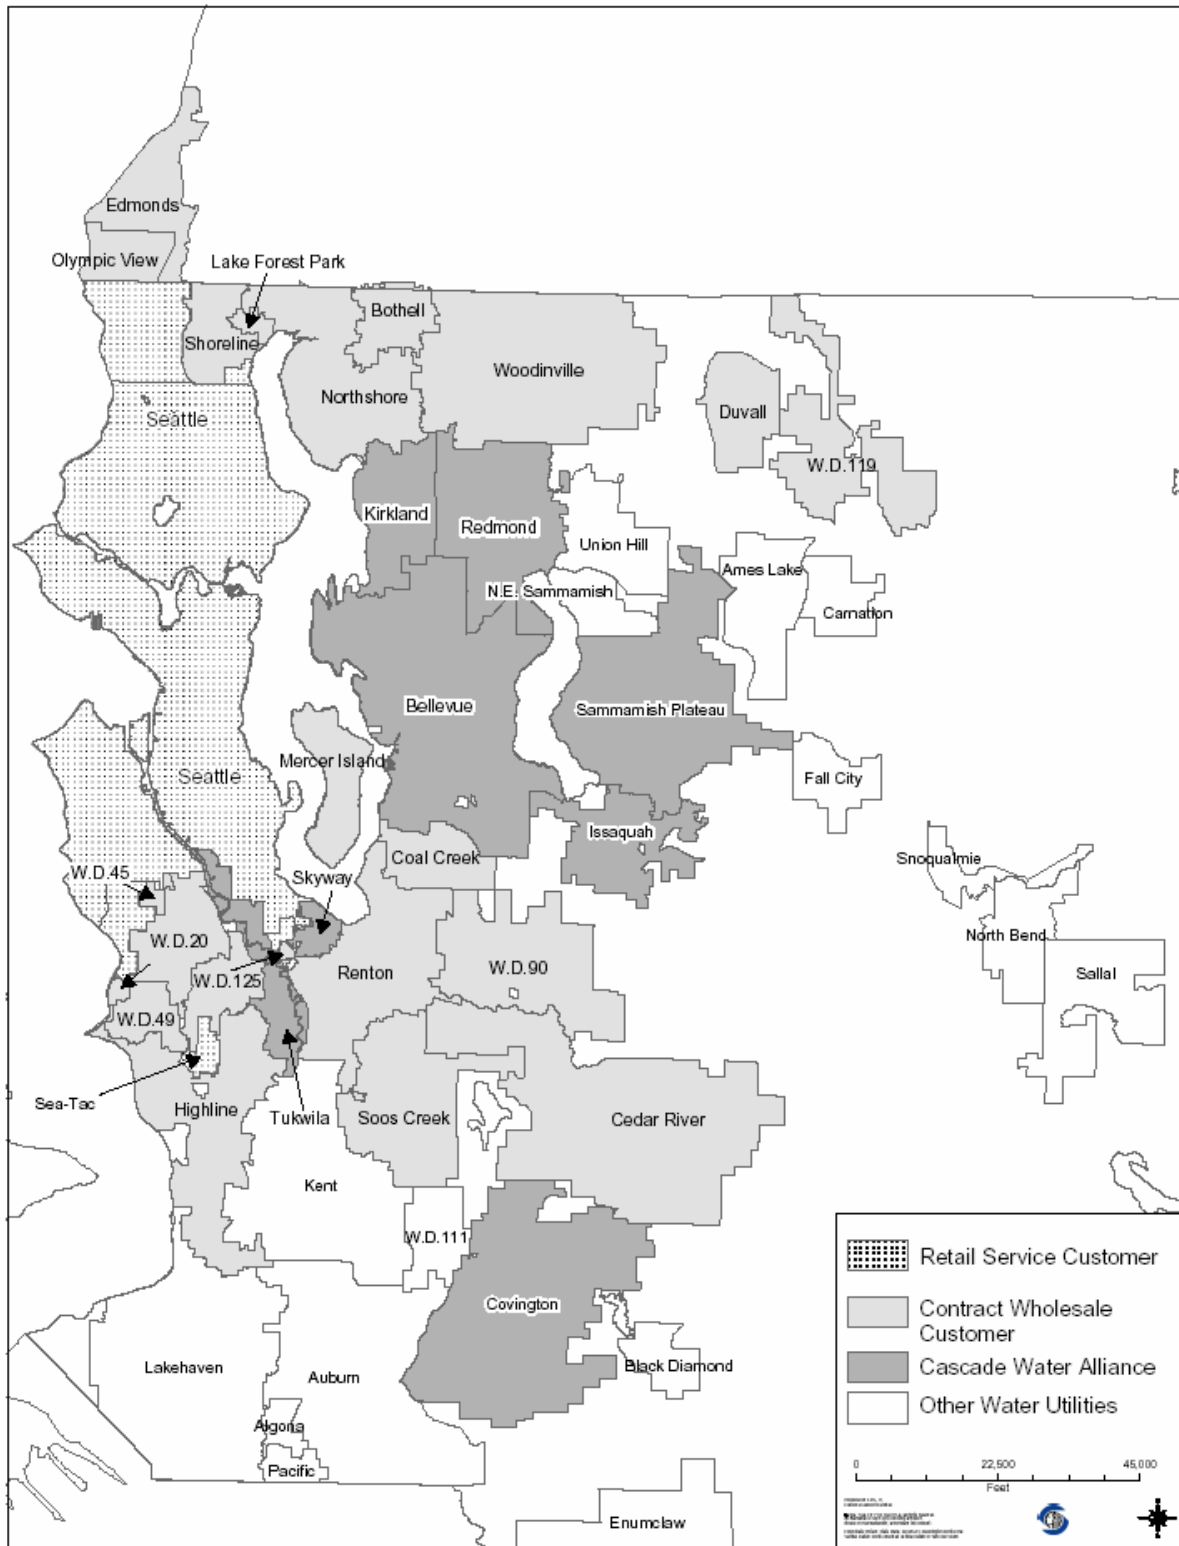 Edmonds
Olympic View
Lake Forest Park
Bothell
Shoreline
Woodinville
Northshore
Seattle
Duvall
W.D.119
Kirkland
Redmond
Union Hill
Ames Lake
N.E. Sammamish
Carnation
Bellevue
Sammamish Plateau
Mercer Island
Seattle
Fall City
Issaquah
Coal Creek
Snoqualmie
W.D.45
Skyway
North Bend
W.D.20
W.D.125
Renton
W.D.90
Sallal
W.D.49
Sea-Tac
Highline
Tukwila
Soos Creek
Cedar River
Kent
W.D.111
Covington
Lakehaven
Auburn
Black Diamond
Algona
Pacific
Enumclaw
Retail Service Customer
Contract Wholesale
Customer
Cascade Water Alliance
Other Water Utilities
0 22,500 45,000
Feet